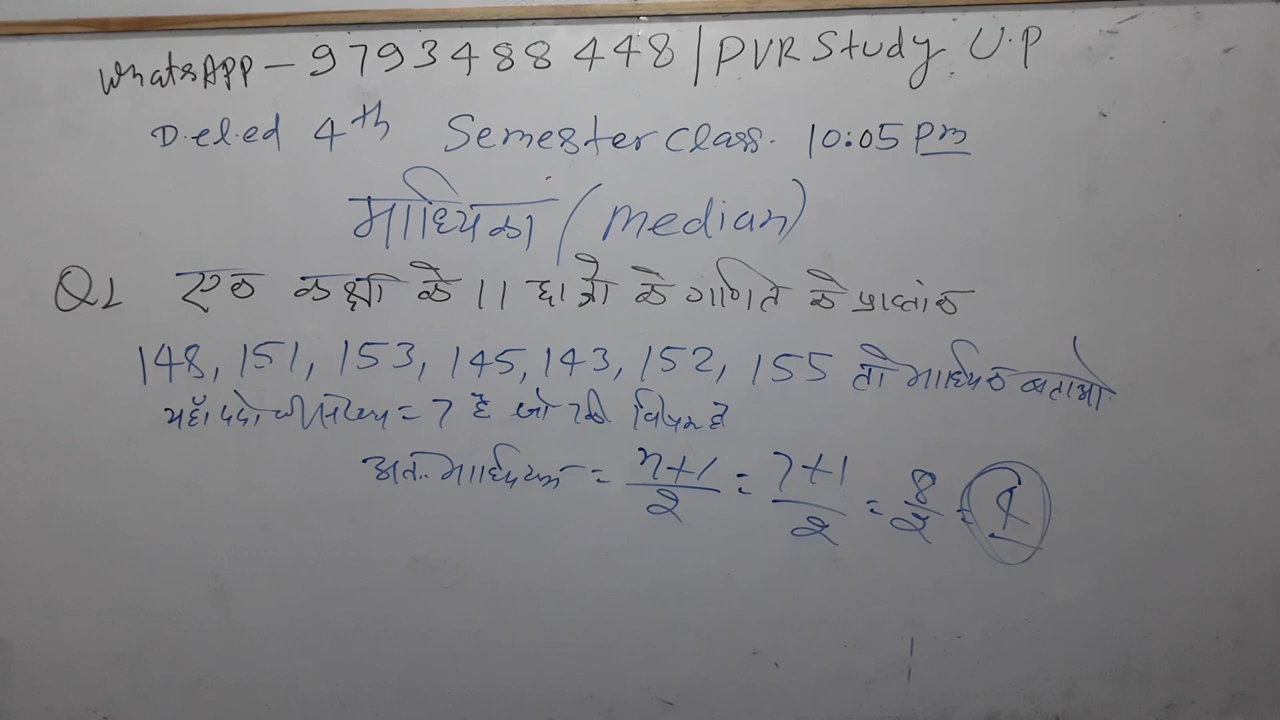 WhatsAPP - 9793488448 | PVR Study U.P
D.el.ed 4th Semester class. 10:05 Pm
माध्यिका (Median)
Q1 एक कक्षा के 11 छात्रो के गणित के प्राप्तांक
148, 151, 153, 145, 143, 152, 155 तो माध्यिक बताओ
यहाँ पदो की संख्या = 7 है जो की विषम है
अतः माध्यिका = n+1/2 = 7+1/2 = 8/2 = 4